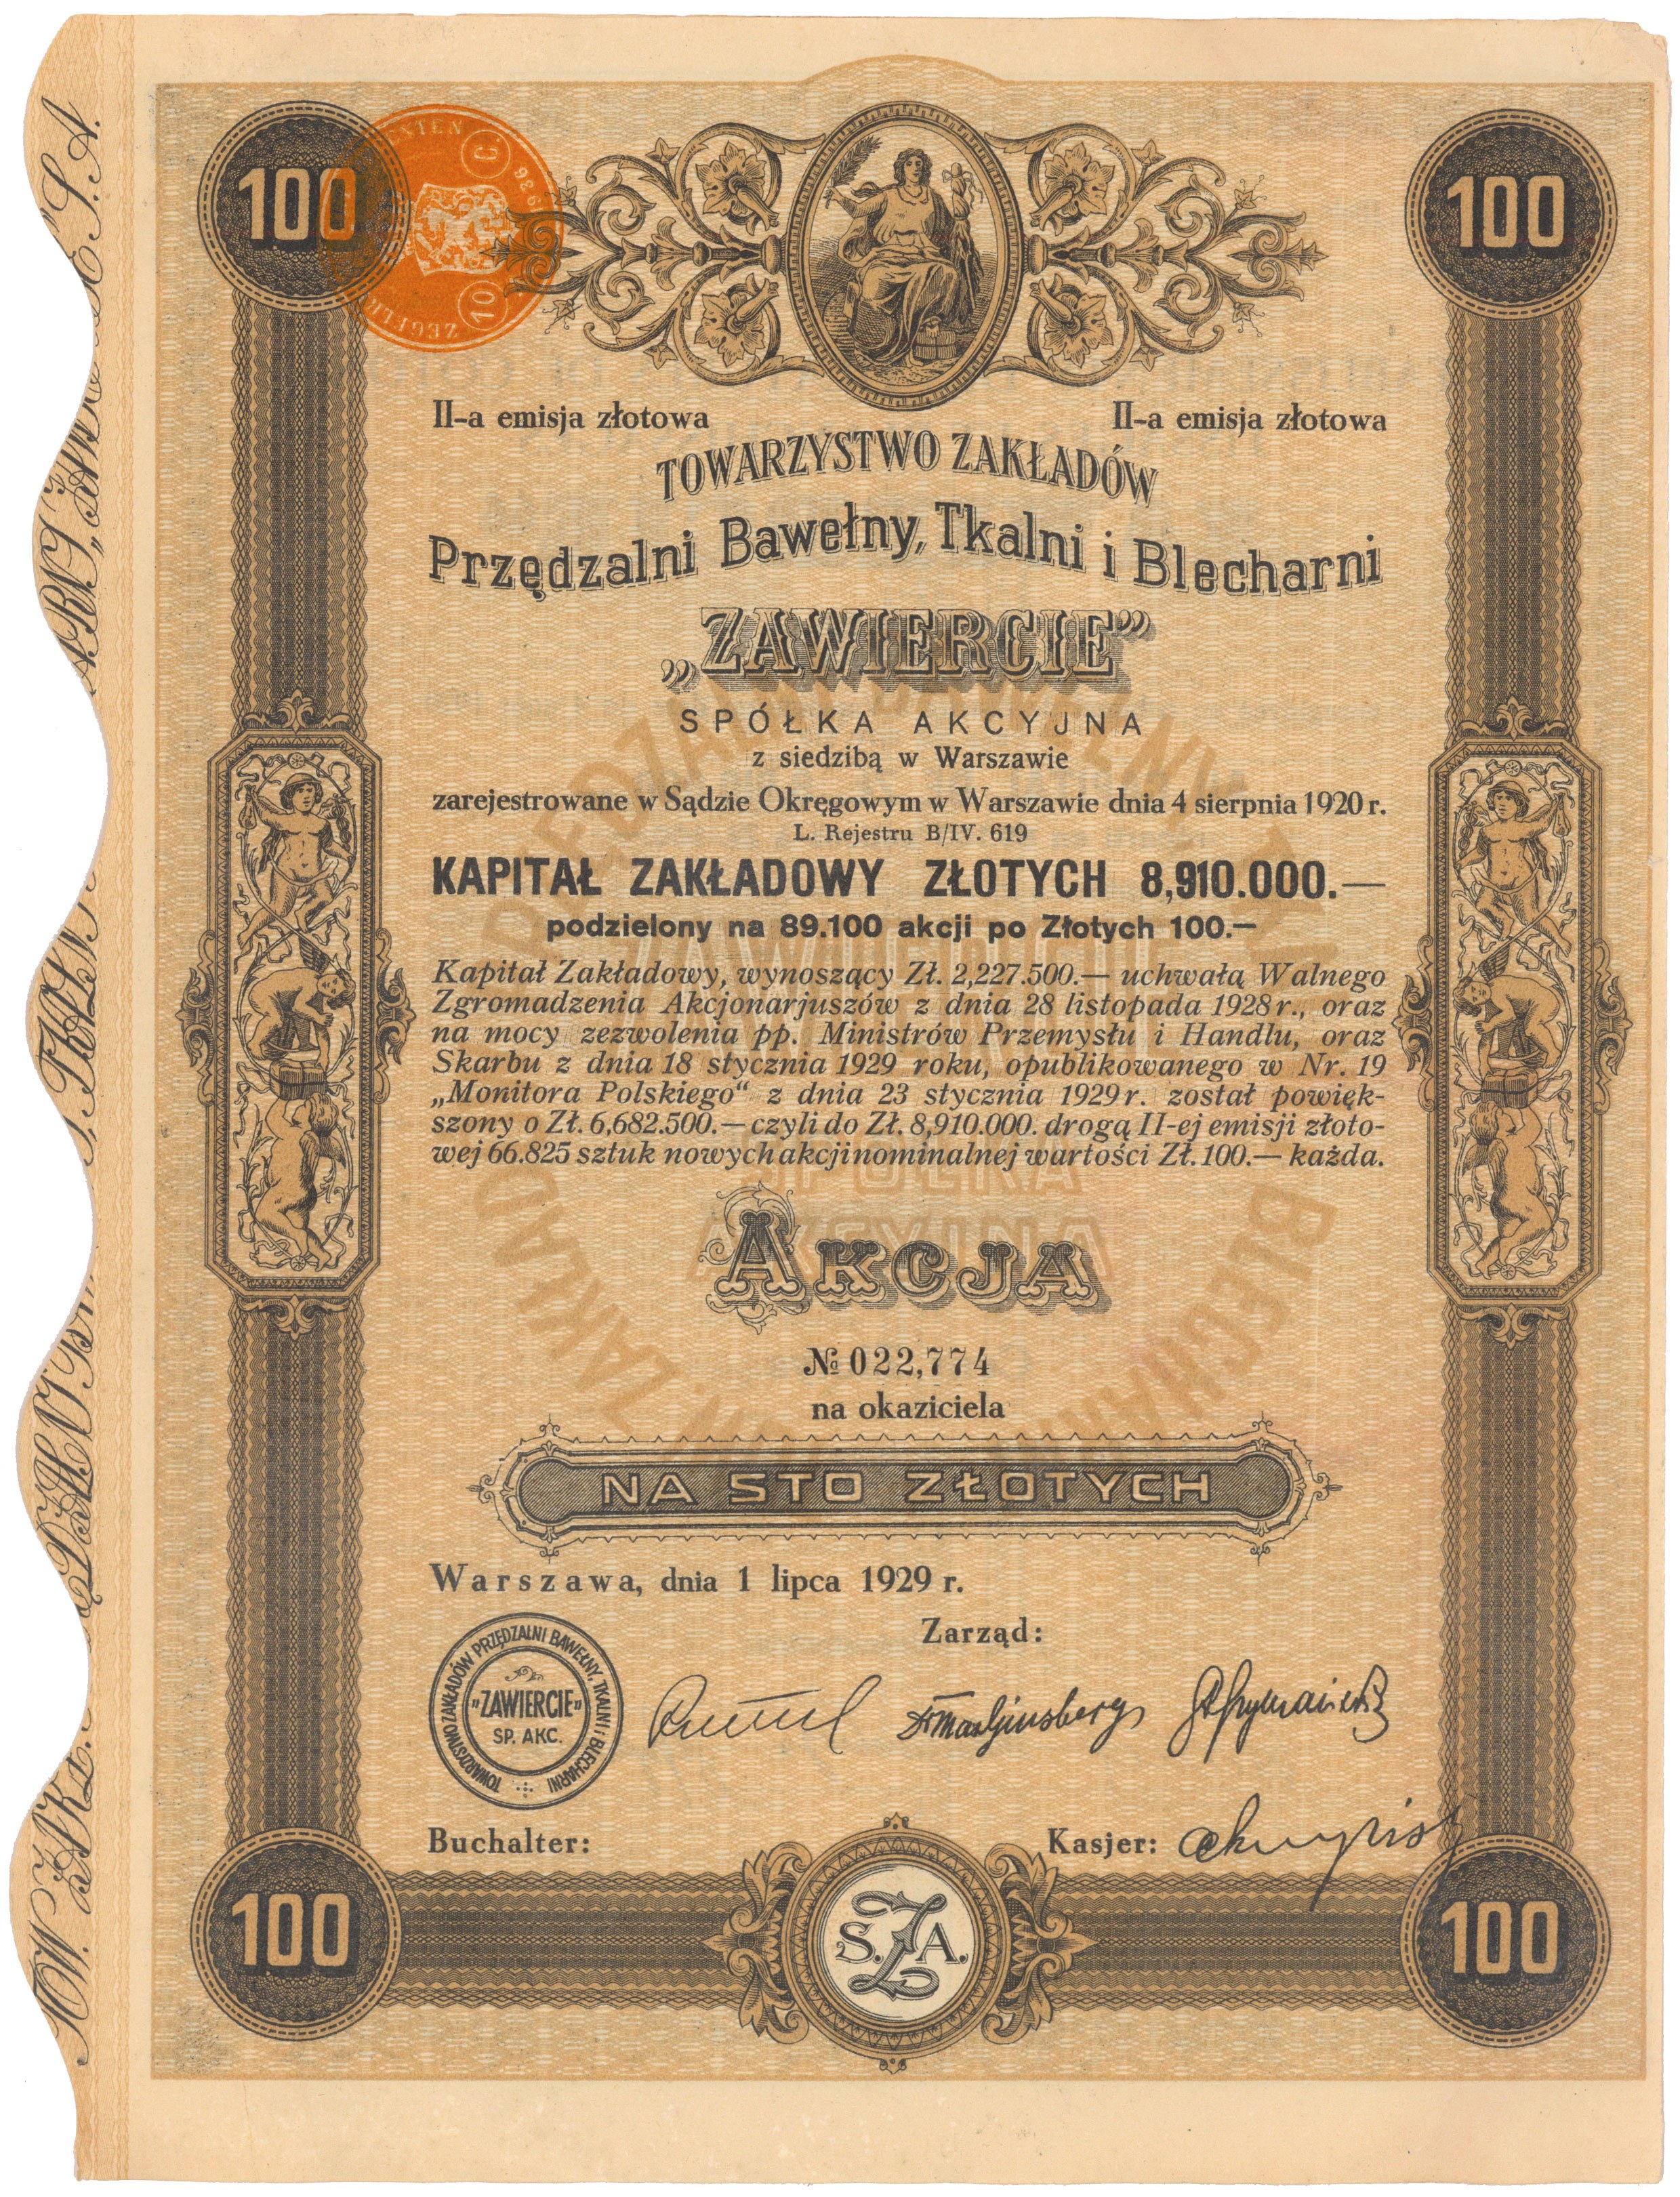 100
100
II-a emisja złotowa
II-a emisja złotowa
TOWARZYSTWO ZAKŁADÓW
Przędzalni Bawełny, Tkalni i Blecharni
„ZAWIERCIE”
SPÓŁKA AKCYJNA
z siedzibą w Warszawie
zarejestrowane w Sądzie Okręgowym w Warszawie dnia 4 sierpnia 1920 r.
L. Rejestru B/IV. 619
KAPITAŁ ZAKŁADOWY ZŁOTYCH 8,910.000.—
podzielony na 89.100 akcji po Złotych 100.—
Kapitał Zakładowy, wynoszący Zł. 2,227.500.— uchwałą Walnego
Zgromadzenia Akcjonarjuszów z dnia 28 listopada 1928 r., oraz
na mocy zezwolenia pp. Ministrów Przemysłu i Handlu, oraz
Skarbu z dnia 18 stycznia 1929 roku, opublikowanego w Nr. 19
„Monitora Polskiego“ z dnia 23 stycznia 1929 r. został powięk-
szony o Zł. 6,682.500.— czyli do Zł. 8,910.000. drogą II-ej emisji złoto-
wej 66.825 sztuk nowych akcji nominalnej wartości Zł. 100.— każda.
AKCJA
№ 022,774
na okaziciela
NA STO ZŁOTYCH
Warszawa, dnia 1 lipca 1929 r.
Zarząd:
TOWARZYSTWO ZAKŁADÓW PRZĘDZALNI BAWEŁNY, TKALNI i BLECHARNI
„ZAWIERCIE”
SP. AKC.
Buchalter:
Kasjer:
100
S. Z A.
100